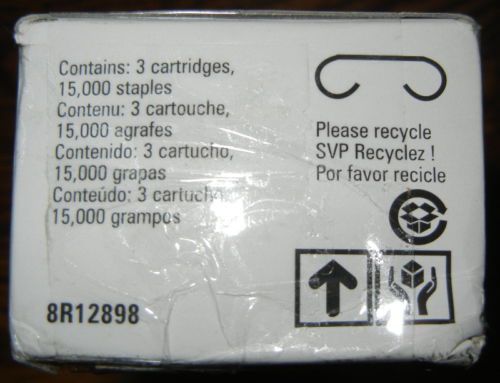 Contains: 3 cartridges,
15,000 staples
Contenu: 3 cartouche,
15,000 agrafes
Contenido: 3 cartucho,
15,000 grapas
Conteúdo: 3 cartucho,
15,000 grampos
Please recycle
SVP Recyclez !
Por favor recicle
8R12898